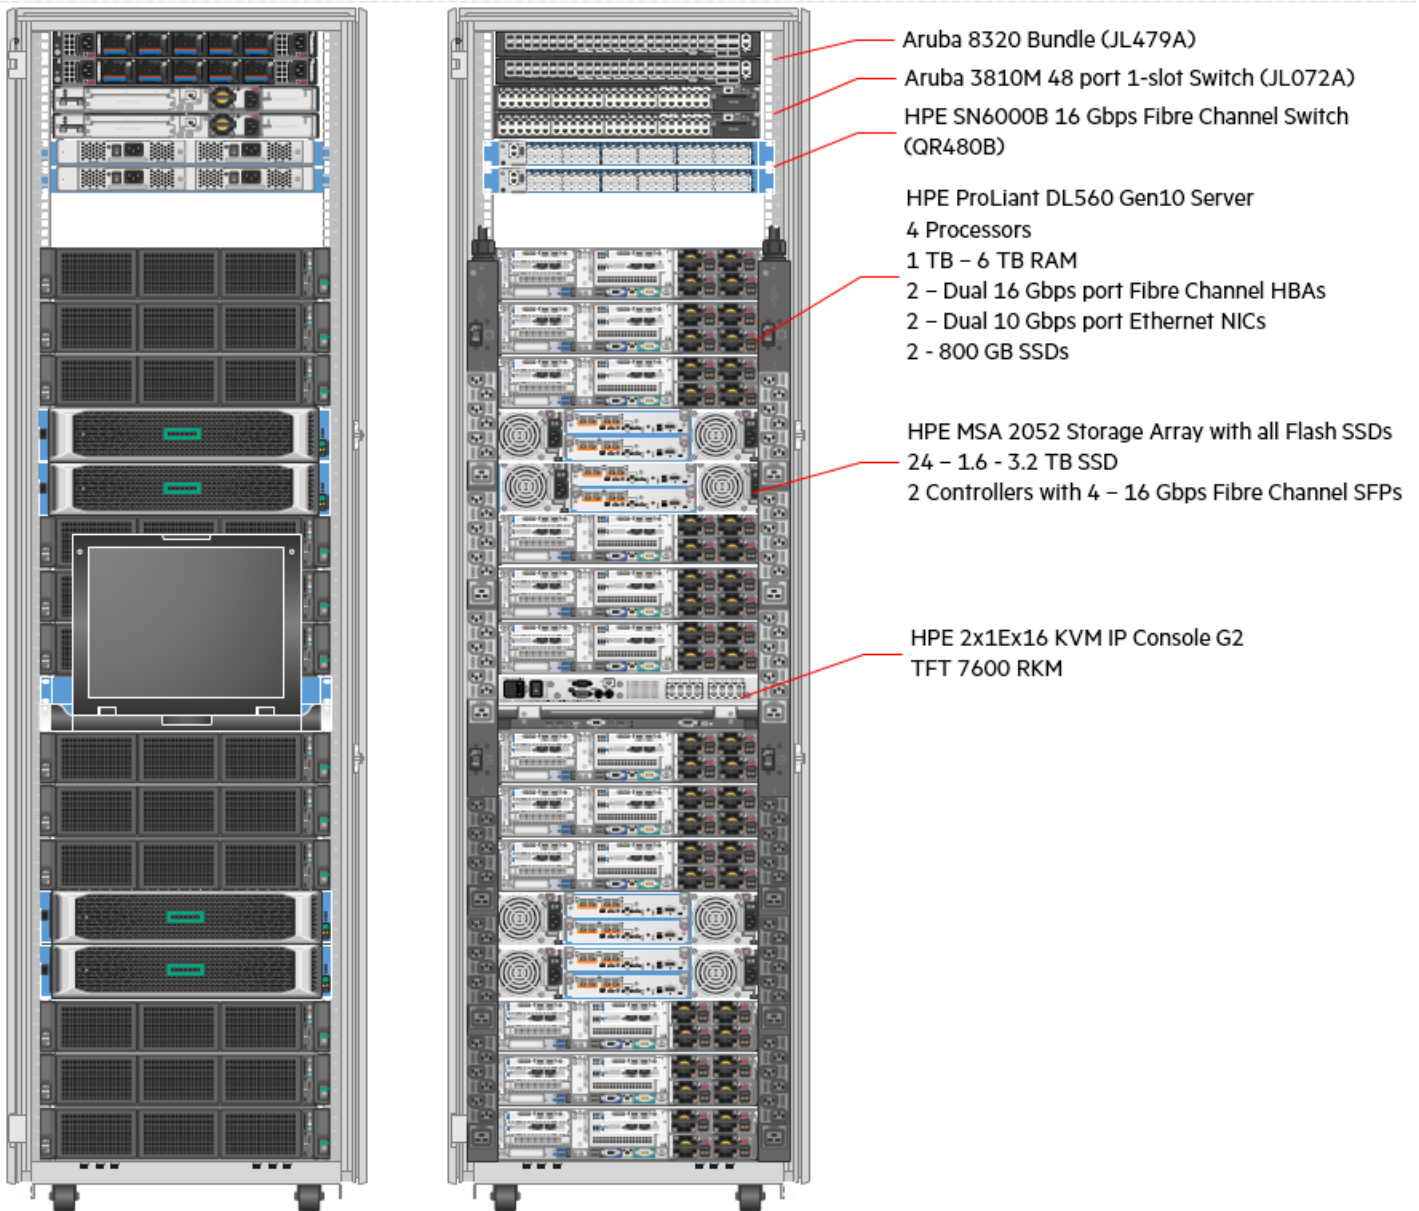 Aruba 8320 Bundle (JL479A)
Aruba 3810M 48 port 1-slot Switch (JL072A)
HPE SN6000B 16 Gbps Fibre Channel Switch
(QR480B)
HPE ProLiant DL560 Gen10 Server
4 Processors
1 TB – 6 TB RAM
2 – Dual 16 Gbps port Fibre Channel HBAs
2 – Dual 10 Gbps port Ethernet NICs
2 - 800 GB SSDs
HPE MSA 2052 Storage Array with all Flash SSDs
24 – 1.6 - 3.2 TB SSD
2 Controllers with 4 – 16 Gbps Fibre Channel SFPs
HPE 2x1Ex16 KVM IP Console G2
TFT 7600 RKM